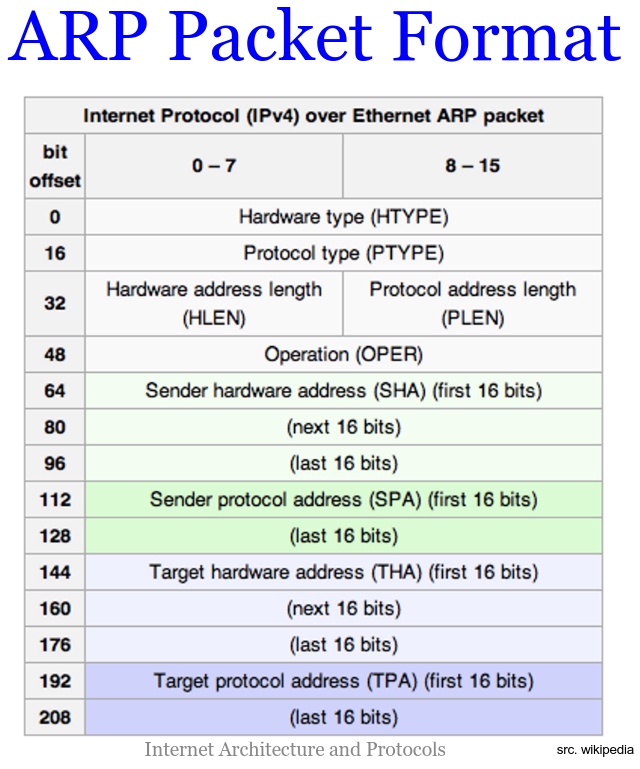 ARP Packet Format
Internet Protocol (IPv4) over Ethernet ARP packet
bit offset 0 – 7 8 – 15
0 Hardware type (HTYPE)
16 Protocol type (PTYPE)
32 Hardware address length (HLEN) Protocol address length (PLEN)
48 Operation (OPER)
64 Sender hardware address (SHA) (first 16 bits)
80 (next 16 bits)
96 (last 16 bits)
112 Sender protocol address (SPA) (first 16 bits)
128 (last 16 bits)
144 Target hardware address (THA) (first 16 bits)
160 (next 16 bits)
176 (last 16 bits)
192 Target protocol address (TPA) (first 16 bits)
208 (last 16 bits)
Internet Architecture and Protocols src. wikipedia